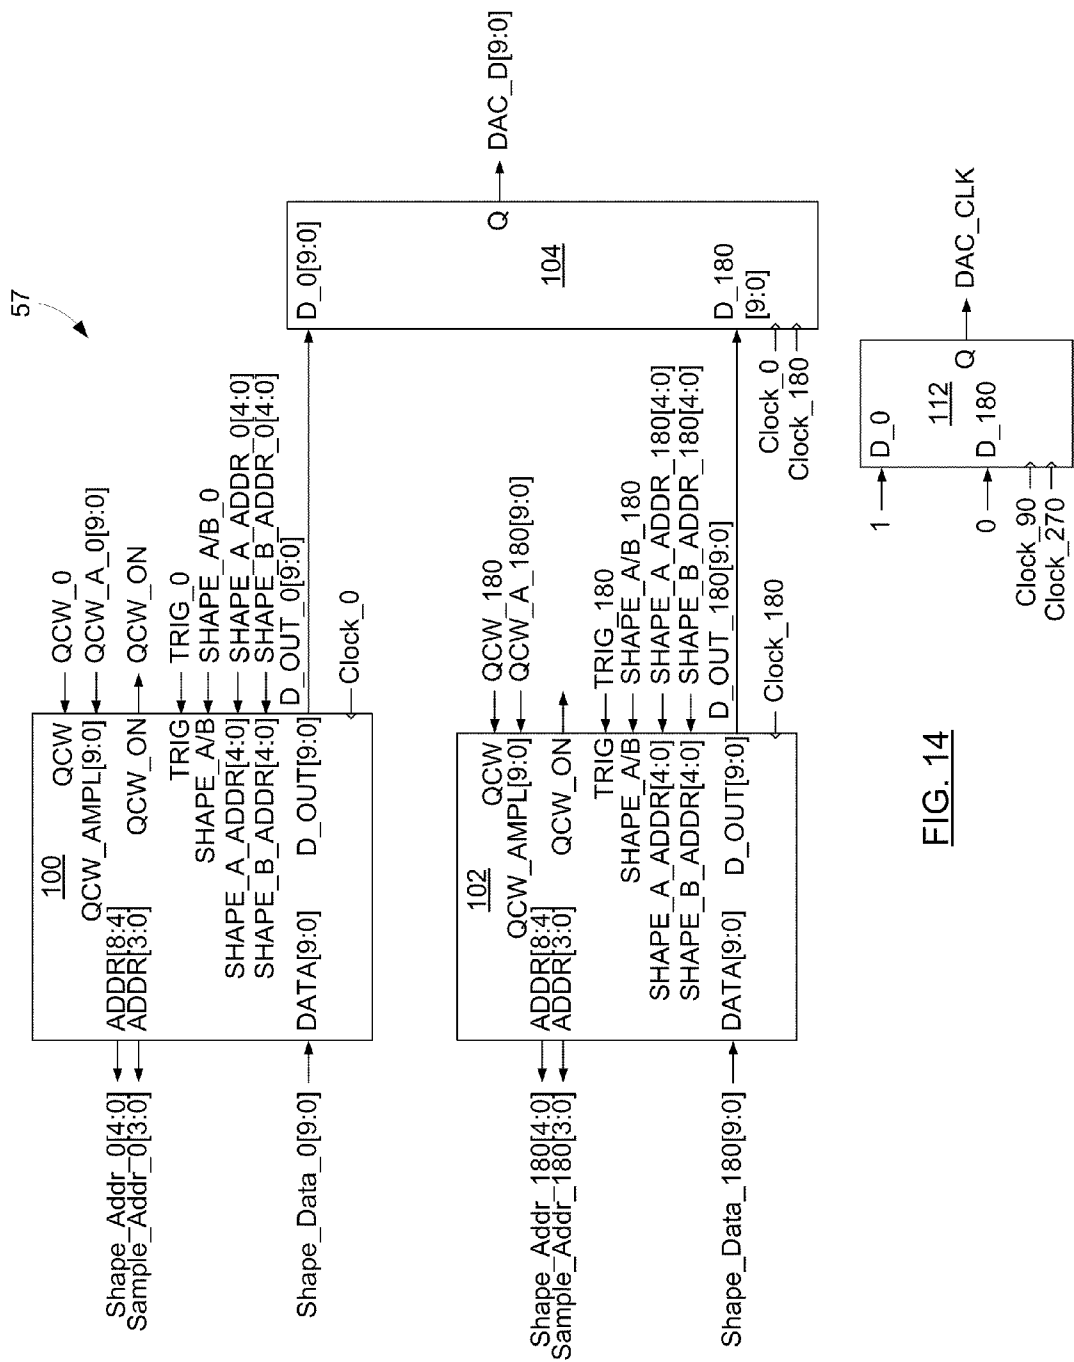 57
Shape_Addr_0[4:0]
Sample_Addr_0[3:0]
Shape_Data_0[9:0]
100
ADDR[8:4]
ADDR[3:0]
DATA[9:0]
QCW
QCW_AMPL[9:0]
QCW_ON
TRIG
SHAPE_A/B
SHAPE_A_ADDR[4:0]
SHAPE_B_ADDR[4:0]
D_OUT[9:0]
QCW_0
QCW_A_0[9:0]
QCW_ON
TRIG_0
SHAPE_A/B_0
SHAPE_A_ADDR_0[4:0]
SHAPE_B_ADDR_0[4:0]
D_OUT_0[9:0]
Clock_0
Shape_Addr_180[4:0]
Sample_Addr_180[3:0]
Shape_Data_180[9:0]
102
ADDR[8:4]
ADDR[3:0]
DATA[9:0]
QCW
QCW_AMPL[9:0]
QCW_ON
TRIG
SHAPE_A/B
SHAPE_A_ADDR[4:0]
SHAPE_B_ADDR[4:0]
D_OUT[9:0]
QCW_180
QCW_A_180[9:0]
TRIG_180
SHAPE_A/B_180
SHAPE_A_ADDR_180[4:0]
SHAPE_B_ADDR_180[4:0]
D_OUT_180[9:0]
Clock_180
D_0[9:0]
104
D_180
[9:0]
Q
DAC_D[9:0]
Clock_0
Clock_180
1
D_0
112
0
D_180
Q
DAC_CLK
Clock_90
Clock_270
FIG. 14